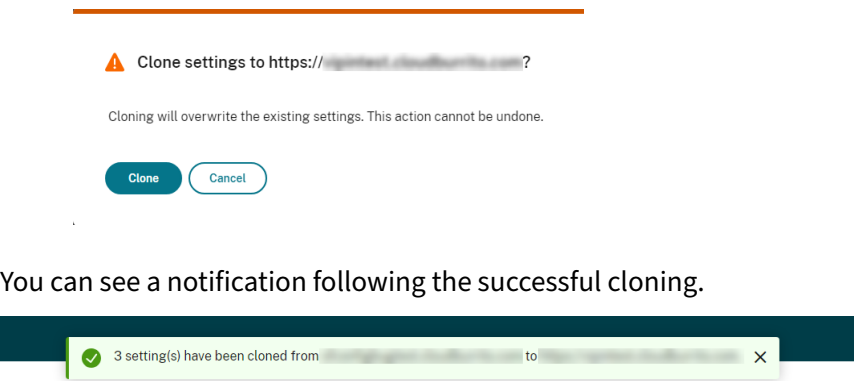 Clone settings to https:// ?
Cloning will overwrite the existing settings. This action cannot be undone.
Clone Cancel
You can see a notification following the successful cloning.
3 setting(s) have been cloned from to